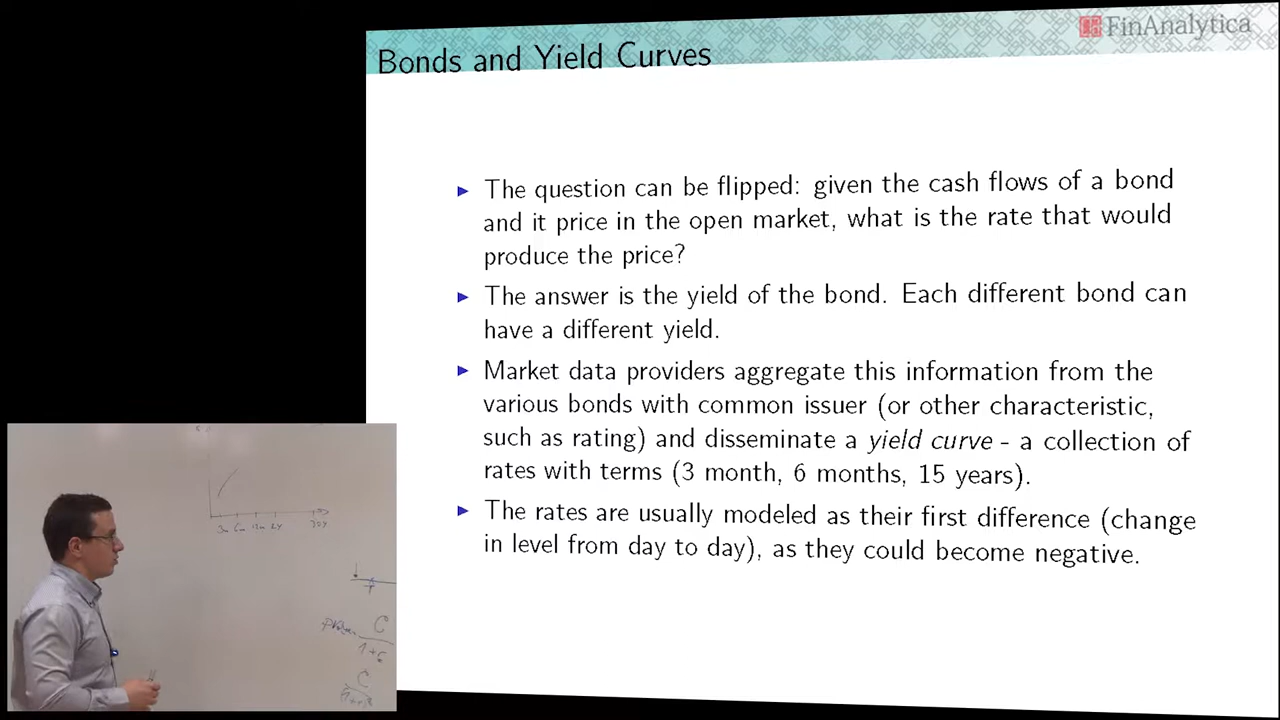 FinAnalytica
Bonds and Yield Curves
The question can be flipped: given the cash flows of a bond
and it price in the open market, what is the rate that would
produce the price?
The answer is the yield of the bond. Each different bond can
have a different yield.
Market data providers aggregate this information from the
various bonds with common issuer (or other characteristic,
such as rating) and disseminate a yield curve - a collection of
rates with terms (3 month, 6 months, 15 years).
The rates are usually modeled as their first difference (change
in level from day to day), as they could become negative.
3m 6m 12m 2Y 30Y
C
C